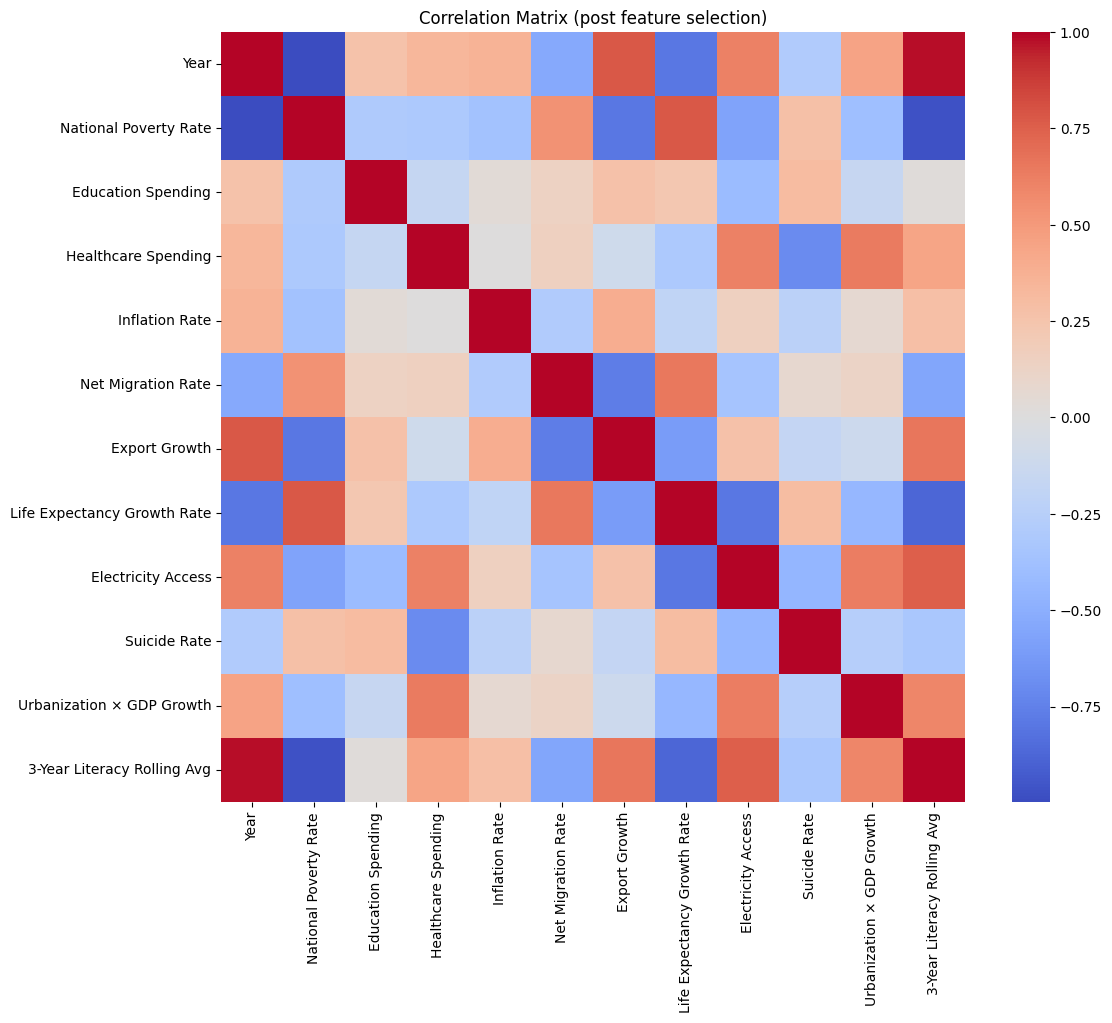 Correlation Matrix (post feature selection)
Year
National Poverty Rate
Education Spending
Healthcare Spending
Inflation Rate
Net Migration Rate
Export Growth
Life Expectancy Growth Rate
Electricity Access
Suicide Rate
Urbanization × GDP Growth
3-Year Literacy Rolling Avg
Year
National Poverty Rate
Education Spending
Healthcare Spending
Inflation Rate
Net Migration Rate
Export Growth
Life Expectancy Growth Rate
Electricity Access
Suicide Rate
Urbanization × GDP Growth
3-Year Literacy Rolling Avg
1.00
0.75
0.50
0.25
0.00
−0.25
−0.50
−0.75